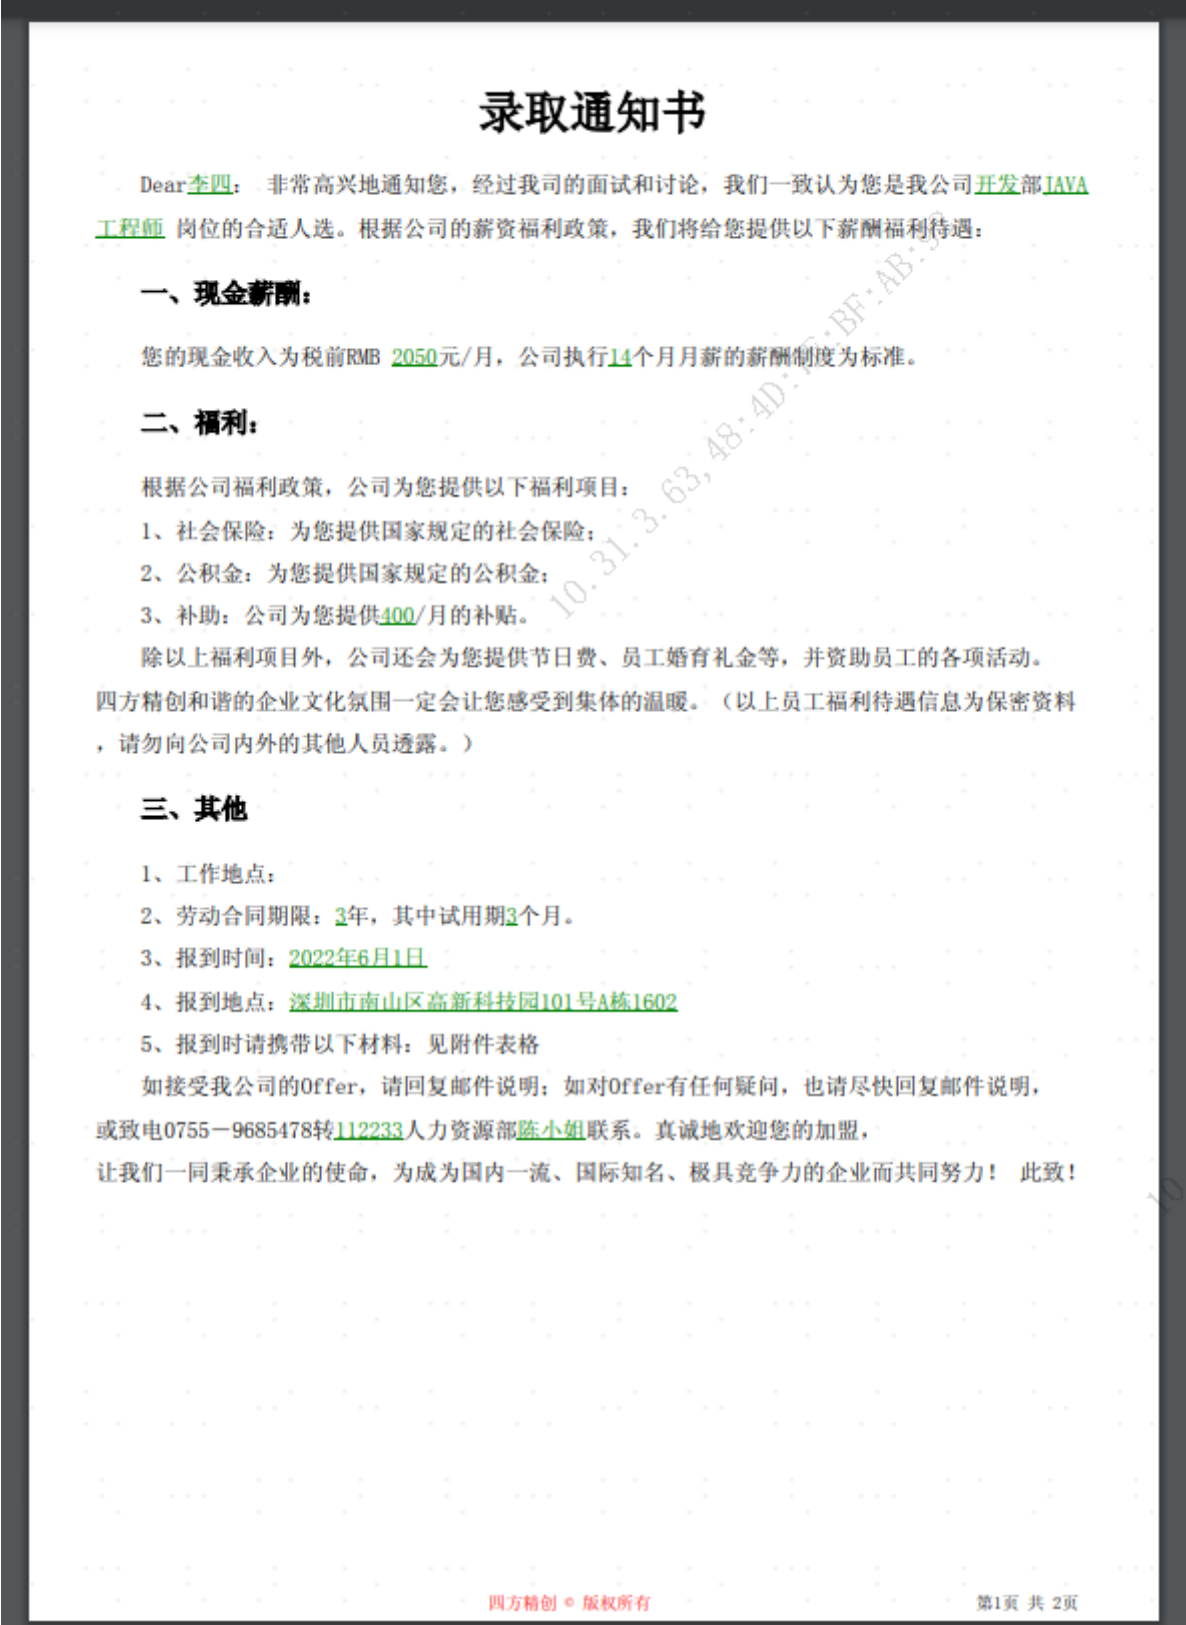 录取通知书
Dear李四： 非常高兴地通知您，经过我司的面试和讨论，我们一致认为您是我公司开发部JAVA
工程师 岗位的合适人选。根据公司的薪资福利政策，我们将给您提供以下薪酬福利待遇：
一、现金薪酬：
您的现金收入为税前RMB 2050元/月，公司执行14个月月薪的薪酬制度为标准。
二、福利：
根据公司福利政策，公司为您提供以下福利项目：
1、社会保险：为您提供国家规定的社会保险；
2、公积金：为您提供国家规定的公积金；
3、补助：公司为您提供400/月的补贴。
除以上福利项目外，公司还会为您提供节日费、员工婚育礼金等，并资助员工的各项活动。
四方精创和谐的企业文化氛围一定会让您感受到集体的温暖。（以上员工福利待遇信息为保密资料
，请勿向公司内外的其他人员透露。）
三、其他
1、工作地点：
2、劳动合同期限：3年，其中试用期3个月。
3、报到时间：2022年6月1日
4、报到地点：深圳市南山区高新科技园101号A栋1602
5、报到时请携带以下材料：见附件表格
如接受我公司的Offer，请回复邮件说明；如对Offer有任何疑问，也请尽快回复邮件说明，
或致电0755－9685478转112233人力资源部陈小姐联系。真诚地欢迎您的加盟，
让我们一同秉承企业的使命，为成为国内一流、国际知名、极具竞争力的企业而共同努力！ 此致！
四方精创 © 版权所有
第1页 共 2页